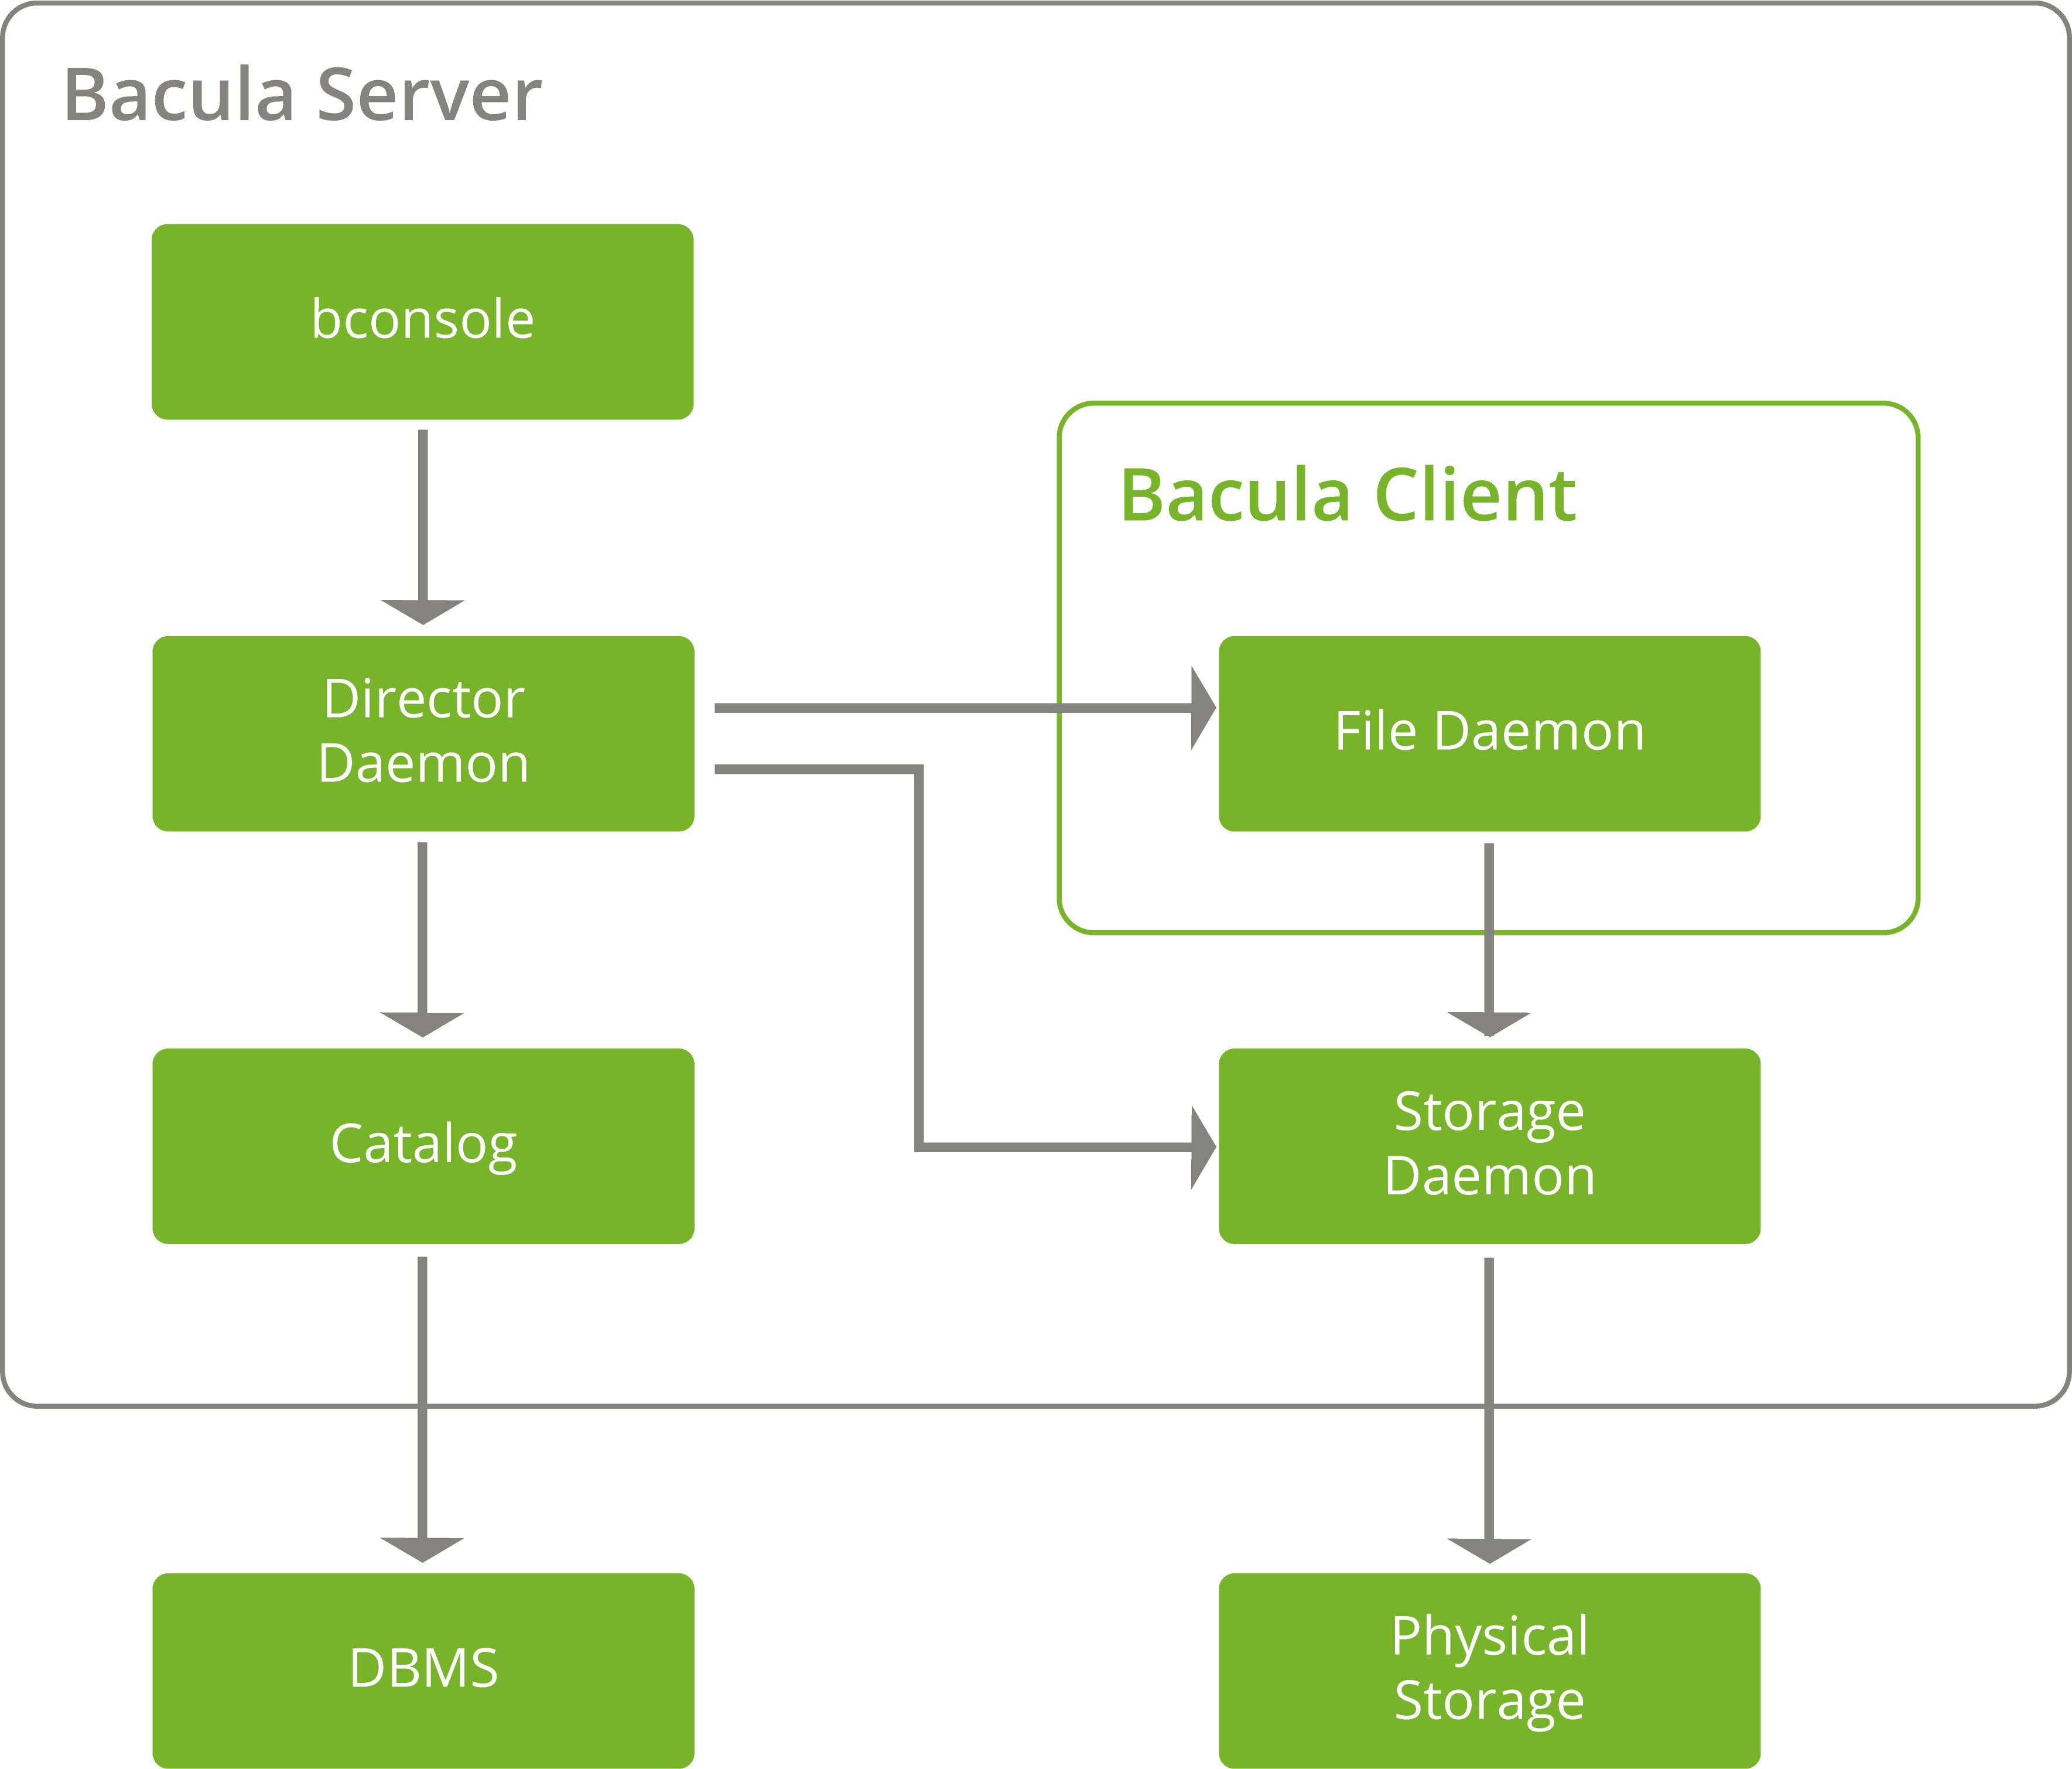 Bacula Server
bconsole
Bacula Client
Director
Daemon
File Daemon
Catalog
Storage
Daemon
DBMS
Physical
Storage